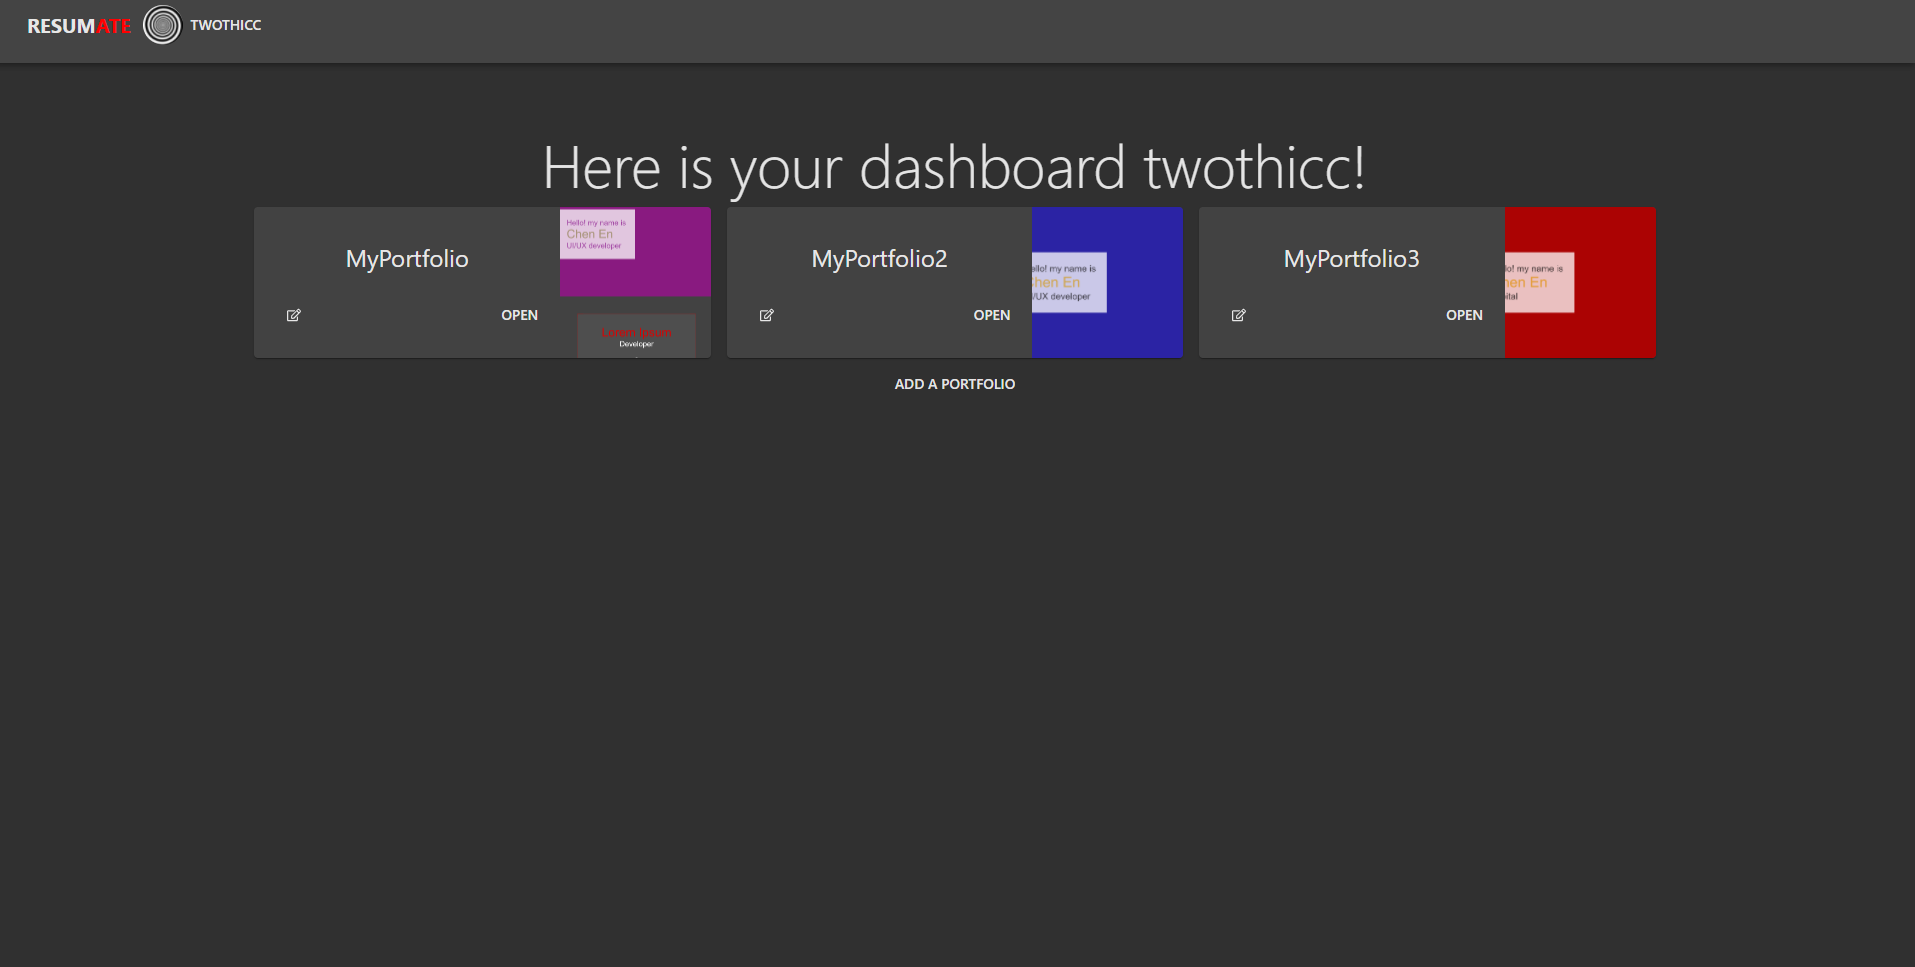 RESUMATE TWOTHICC
Here is your dashboard twothicc!
MyPortfolio
OPEN
Hello! my name is
Chen En
UI/UX developer
Lorem Ipsum
Developer
MyPortfolio2
OPEN
ello! my name is
hen En
I/UX developer
MyPortfolio3
OPEN
lo! my name is
hen En
ital
ADD A PORTFOLIO